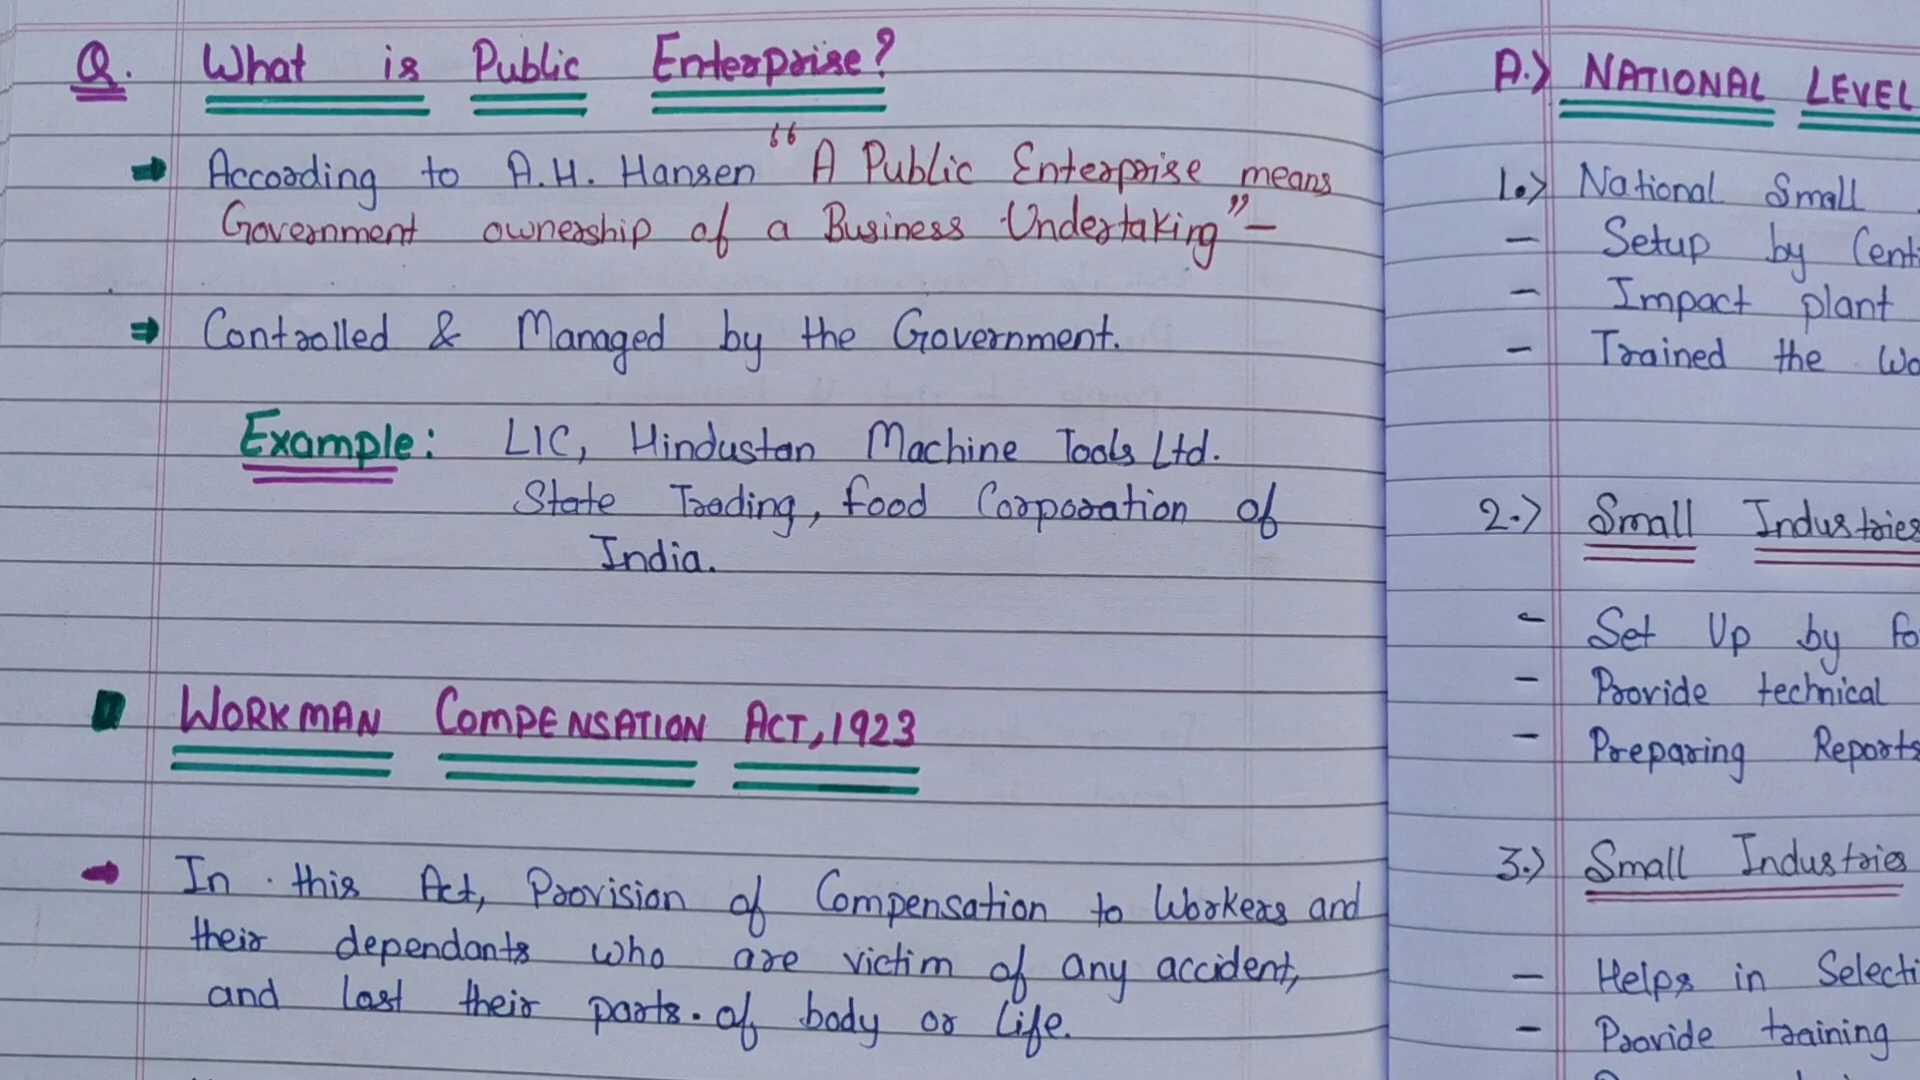 Q. What is Public Enterprise?
According to A.H. Hansen "A Public Enterprise means
Government ownership of a Business Undertaking" –
Controlled & Managed by the Government.
Example: LIC, Hindustan Machine Tools Ltd.
State Trading, Food Corporation of
India.
WORKMAN COMPENSATION ACT, 1923
In this Act, Provision of Compensation to Workers and
their dependants who are victim of any accident,
and lost their parts of body or Life.
A.) NATIONAL LEVEL
1.) National Small
– Setup by Cent
– Impact plant
– Trained the Wo
2.) Small Industries
– Set Up by Fo
– Provide technical
– Preparing Reports
3.) Small Industries
– Helps in Selecti
– Provide training